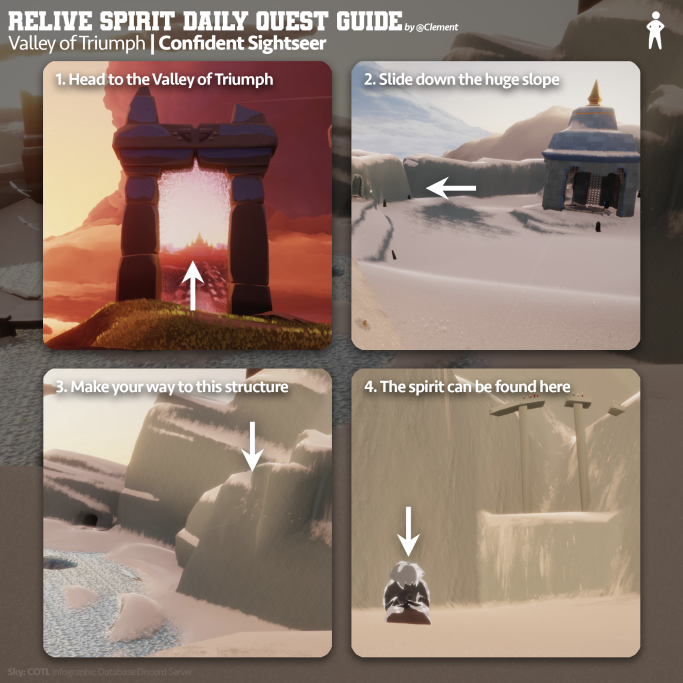 RELIVE SPIRIT DAILY QUEST GUIDE by @Clement
Valley of Triumph | Confident Sightseer
1. Head to the Valley of Triumph
2. Slide down the huge slope
3. Make your way to this structure
4. The spirit can be found here
Sky: COTL Infographic Database Discord Server